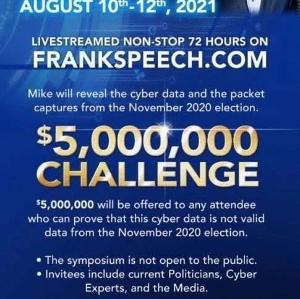 AUGUST 10th-12th, 2021
LIVESTREAMED NON-STOP 72 HOURS ON
FRANKSPEECH.COM
Mike will reveal the cyber data and the packet
captures from the November 2020 election.
$5,000,000
CHALLENGE
$5,000,000 will be offered to any attendee
who can prove that this cyber data is not valid
data from the November 2020 election.
• The symposium is not open to the public.
• Invitees include current Politicians, Cyber
Experts, and the Media.